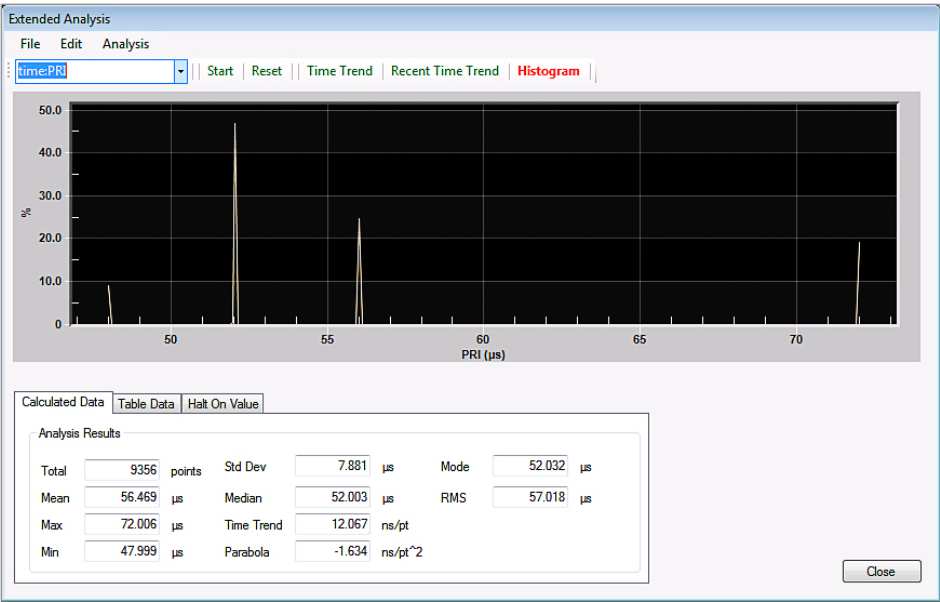 Extended Analysis
File Edit Analysis
time:PRI Start Reset Time Trend Recent Time Trend Histogram
50.0
40.0
30.0
%
20.0
10.0
0
50 55 60 65 70
PRI (µs)
Calculated Data Table Data Halt On Value
Analysis Results
Total 9356 points Std Dev 7.881 µs Mode 52.032 µs
Mean 56.469 µs Median 52.003 µs RMS 57.018 µs
Max 72.006 µs Time Trend 12.067 ns/pt
Min 47.999 µs Parabola -1.634 ns/pt^2
Close